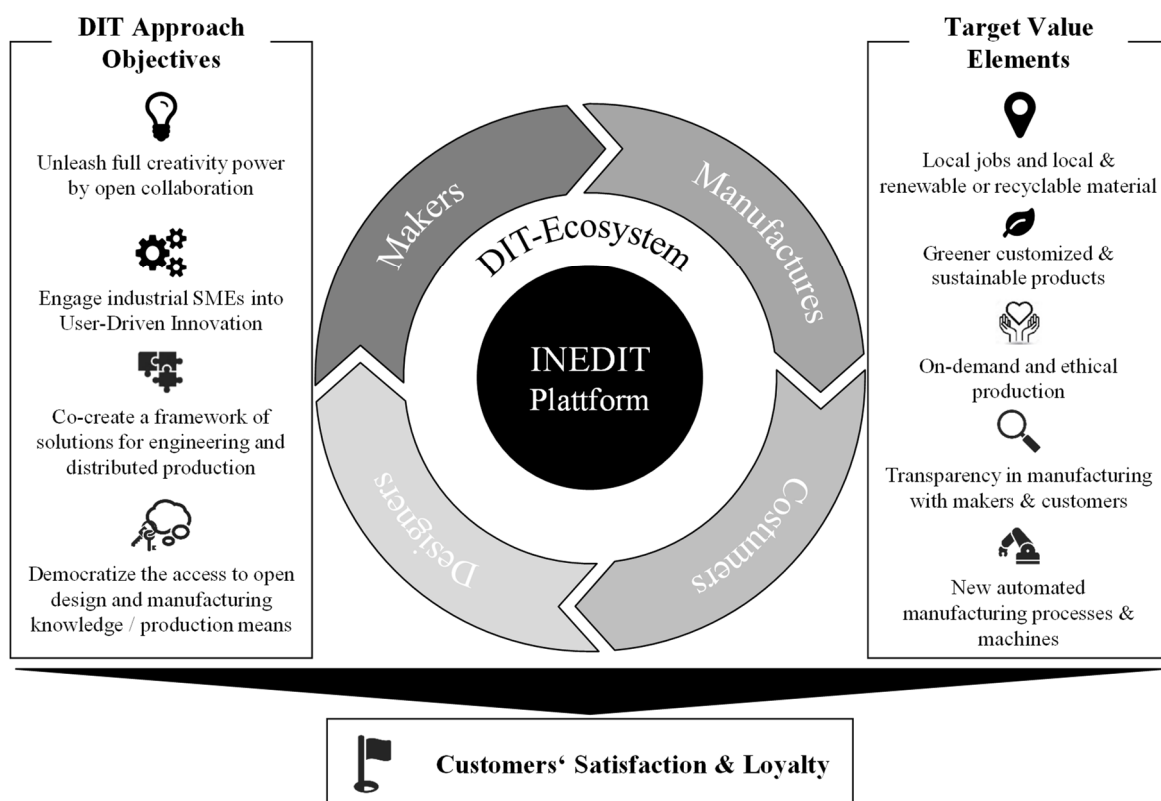 DIT Approach
Objectives
Unleash full creativity power
by open collaboration
Engage industrial SMEs into
User-Driven Innovation
Co-create a framework of
solutions for engineering and
distributed production
Democratize the access to open
design and manufacturing
knowledge / production means
Makers
Manufactures
Costumers
Designers
DIT-Ecosystem
INEDIT
Plattform
Target Value
Elements
Local jobs and local &
renewable or recyclable material
Greener customized &
sustainable products
On-demand and ethical
production
Transparency in manufacturing
with makers & customers
New automated
manufacturing processes &
machines
Customers‘ Satisfaction & Loyalty